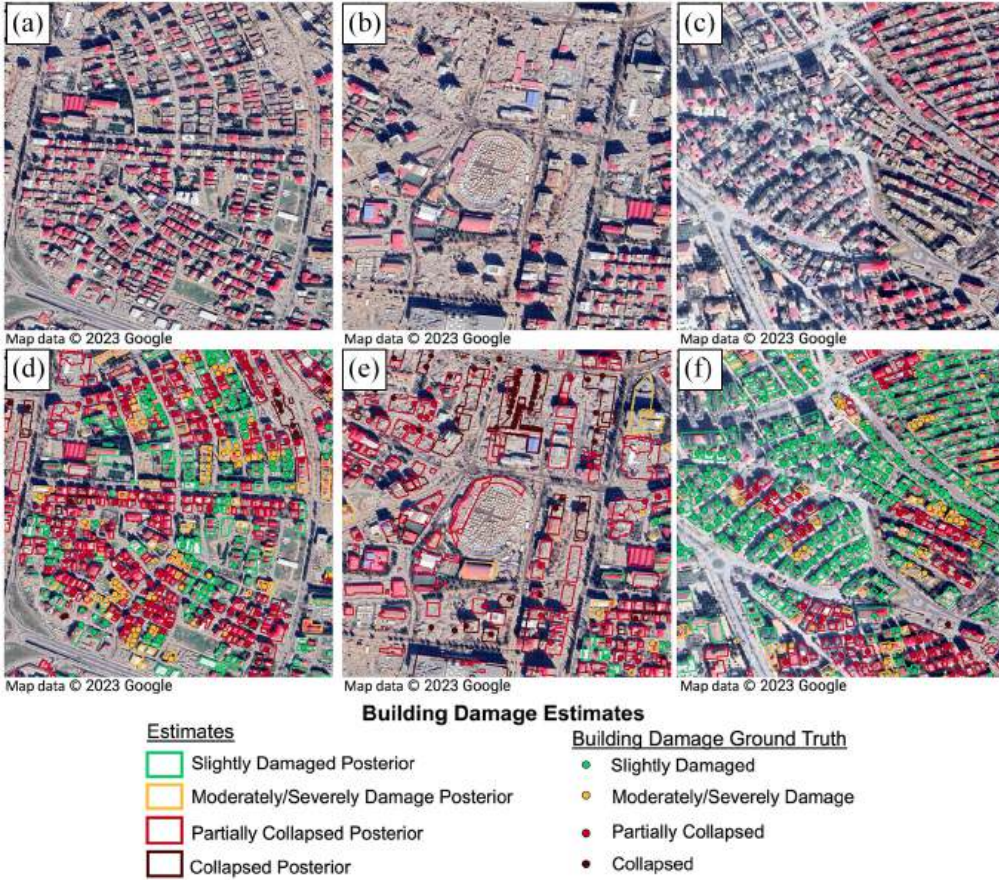 (a)
(b)
(c)
Map data © 2023 Google
Map data © 2023 Google
Map data © 2023 Google
(d)
(e)
(f)
Map data © 2023 Google
Map data © 2023 Google
Map data © 2023 Google
Building Damage Estimates
Estimates
Slightly Damaged Posterior
Moderately/Severely Damage Posterior
Partially Collapsed Posterior
Collapsed Posterior
Building Damage Ground Truth
Slightly Damaged
Moderately/Severely Damage
Partially Collapsed
Collapsed